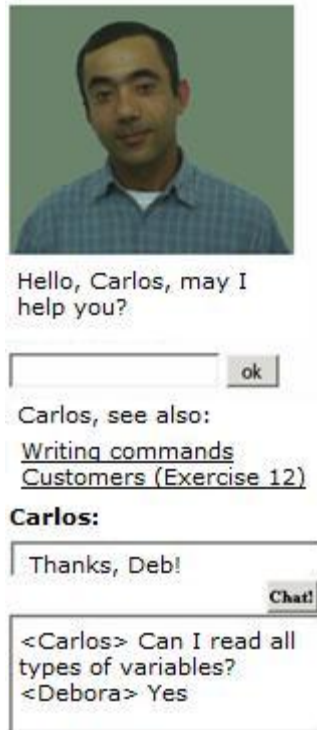 Hello, Carlos, may I
help you?
ok
Carlos, see also:
Writing commands
Customers (Exercise 12)
Carlos:
Thanks, Deb!
Chat!
<Carlos> Can I read all
types of variables?
<Debora> Yes